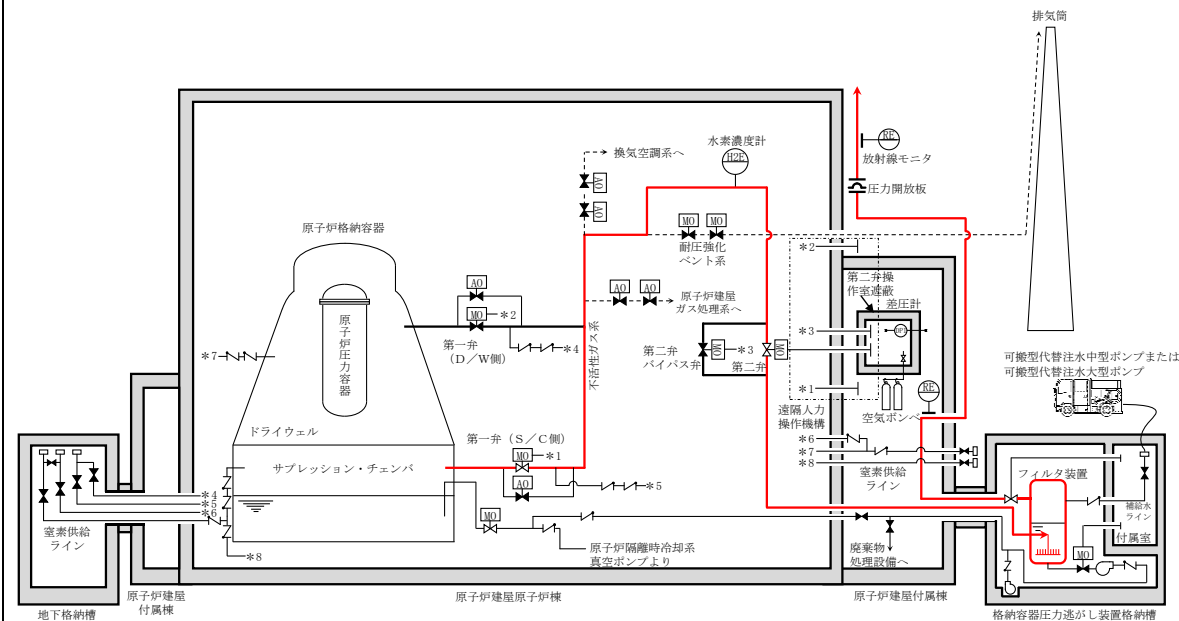 排気筒
水素濃度計
H2E
RE
放射線モニタ
換気空調系へ
AO
AO
圧力開放板
原子炉格納容器
MO
MO
耐圧強化
ベント系
*2
第二弁操
作室遮蔽
差圧計
AO
AO
AO
原子炉建屋
ガス処理系へ
MO
*2
*3
DPI
原子炉圧力容器
第一弁
(D/W側)
*4
不活性ガス系
*7
第二弁
バイパス弁
MO
*3
第二弁
MO
可搬型代替注水中型ポンプまたは
可搬型代替注水大型ポンプ
*1
RE
遠隔人力
操作機構
空気ボンベ
ドライウェル
第一弁(S/C側)
MO
*1
*6
*7
*8
窒素供給
ライン
サプレッション・チェンバ
AO
*5
フィルタ装置
*4
*5
*6
補給水
ライン
窒素供給
ライン
MO
付属室
*8
原子炉隔離時冷却系
真空ポンプより
廃棄物
処理設備へ
MO
原子炉建屋
付属棟
原子炉建屋原子炉棟
原子炉建屋付属棟
地下格納槽
格納容器圧力逃がし装置格納槽